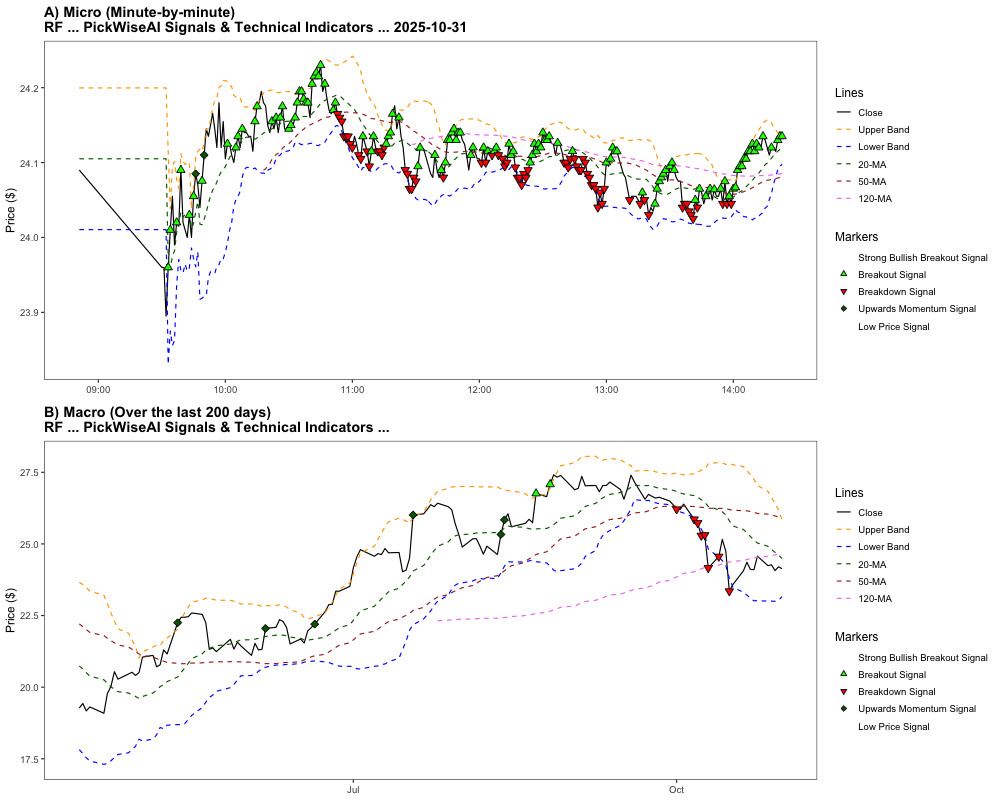 A) Micro (Minute-by-minute)
RF ... PickWiseAI Signals & Technical Indicators ... 2025-10-31
Price ($)
24.2
24.1
24.0
23.9
09:00
10:00
11:00
12:00
13:00
14:00
Lines
Close
Upper Band
Lower Band
20-MA
50-MA
120-MA
Markers
Strong Bullish Breakout Signal
Breakout Signal
Breakdown Signal
Upwards Momentum Signal
Low Price Signal
B) Macro (Over the last 200 days)
RF ... PickWiseAI Signals & Technical Indicators ...
Price ($)
27.5
25.0
22.5
20.0
17.5
Jul
Oct
Lines
Close
Upper Band
Lower Band
20-MA
50-MA
120-MA
Markers
Strong Bullish Breakout Signal
Breakout Signal
Breakdown Signal
Upwards Momentum Signal
Low Price Signal